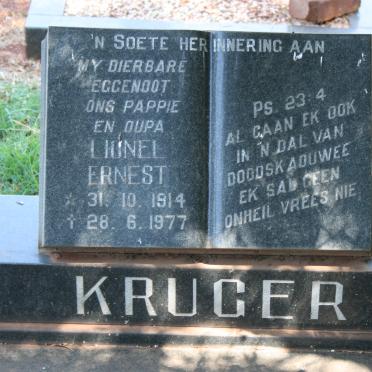 'N SOETE HERINNERING AAN
MY DIERBARE
EGGENOOT
ONS PAPPIE
EN OUPA
LIONEL
ERNEST
* 31. 10. 1914
† 28. 6. 1977
PS. 23 4
AL GAAN EK OOK
IN 'N DAL VAN
DOODSKADUWEE
EK SAL GEEN
ONHEIL VREES NIE
KRUGER